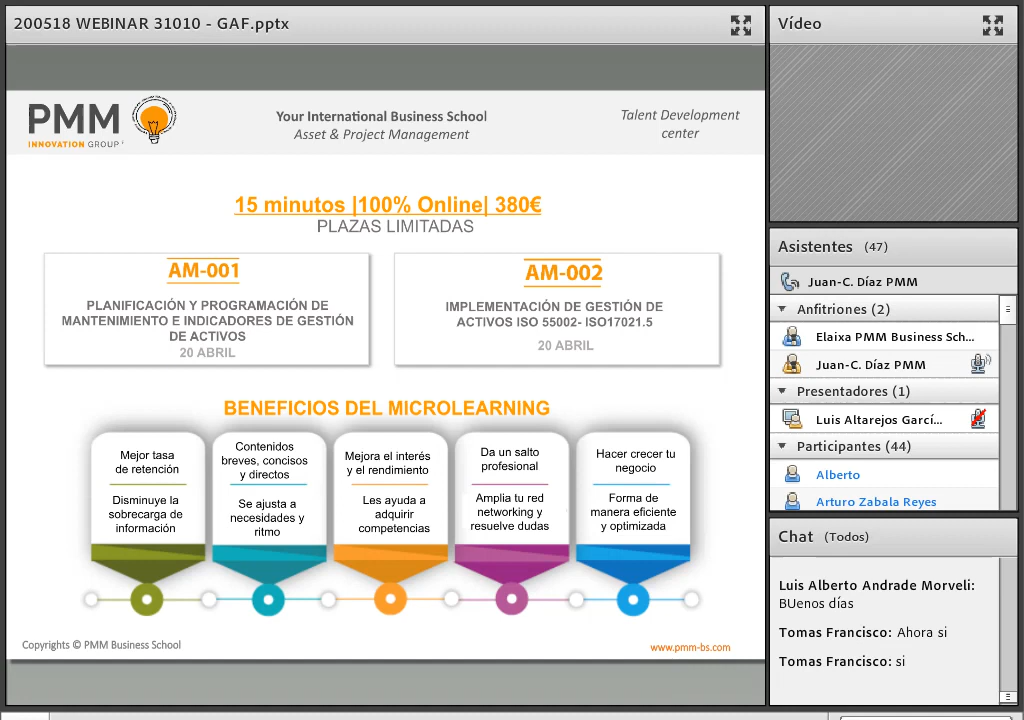 200518 WEBINAR 31010 - GAF.pptx
PMM
INNOVATION GROUP
Your International Business School
Asset & Project Management
Talent Development
center
15 minutos |100% Online| 380€
PLAZAS LIMITADAS
AM-001
PLANIFICACIÓN Y PROGRAMACIÓN DE
MANTENIMIENTO E INDICADORES DE GESTIÓN
DE ACTIVOS
20 ABRIL
AM-002
IMPLEMENTACIÓN DE GESTIÓN DE
ACTIVOS ISO 55002- ISO17021.5
20 ABRIL
BENEFICIOS DEL MICROLEARNING
Mejor tasa
de retención
Disminuye la
sobrecarga de
información
Contenidos
breves, concisos
y directos
Se ajusta a
necesidades y
ritmo
Mejora el interés
y el rendimiento
Les ayuda a
adquirir
competencias
Da un salto
profesional
Amplia tu red
networking y
resuelve dudas
Hacer crecer tu
negocio
Forma de
manera eficiente
y optimizada
Copyrights © PMM Business School
www.pmm-bs.com
Vídeo
Asistentes (47)
Juan-C. Díaz PMM
Anfitriones (2)
Elaixa PMM Business Sch...
Juan-C. Díaz PMM
Presentadores (1)
Luis Altarejos Garcí...
Participantes (44)
Alberto
Arturo Zabala Reyes
Chat (Todos)
Luis Alberto Andrade Morveli:
BUenos días
Tomas Francisco: Ahora si
Tomas Francisco: si